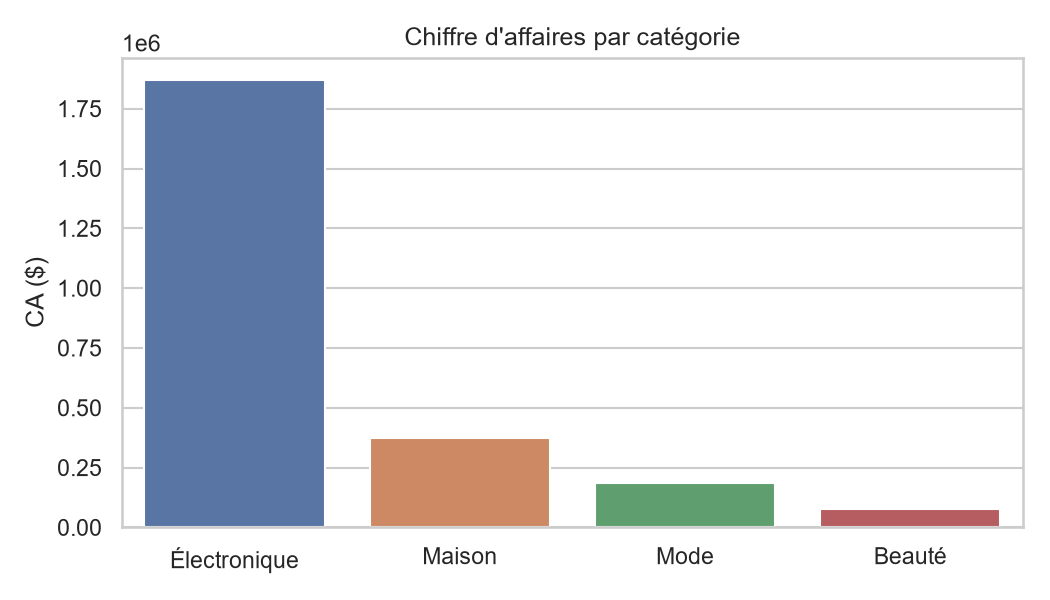 Chiffre d'affaires par catégorie
1e6
CA ($)
1.75
1.50
1.25
1.00
0.75
0.50
0.25
0.00
Électronique Maison Mode Beauté